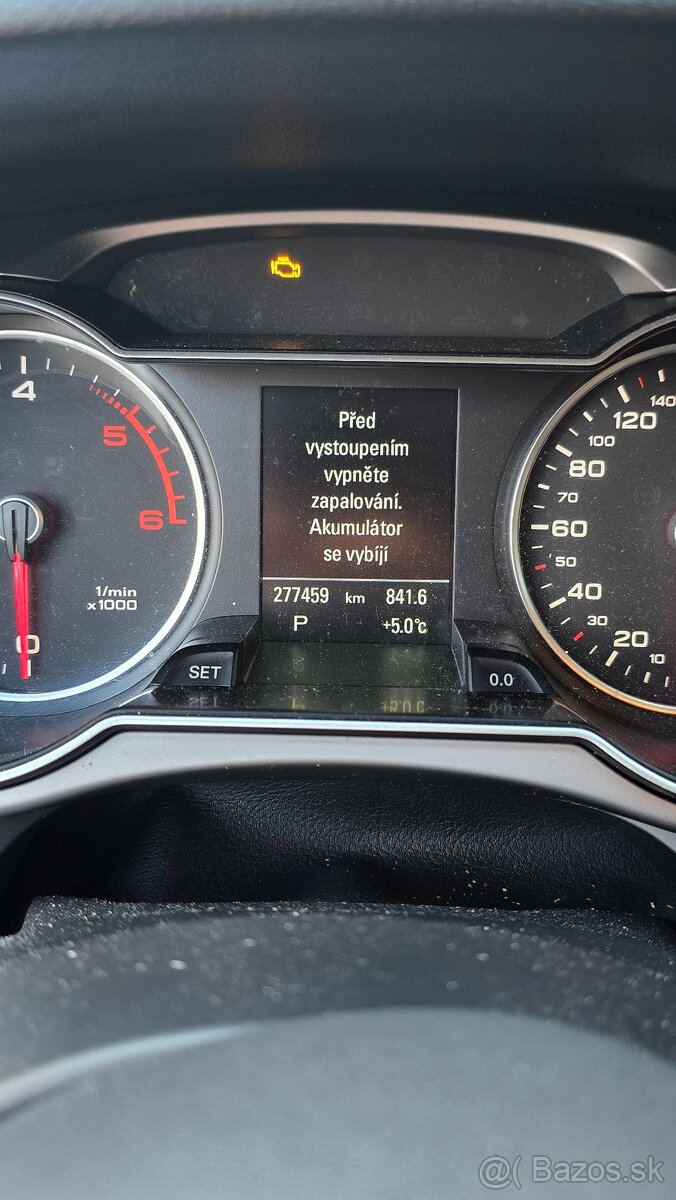 Před
vystoupením
vypněte
zapalování.
Akumulátor
se vybíjí
277459 km 841.6
P +5.0°C
4
5
6
0
1/min
x1000
140
120
100
80
70
60
50
40
30
20
10
SET
0.0
@( Bazos.sk